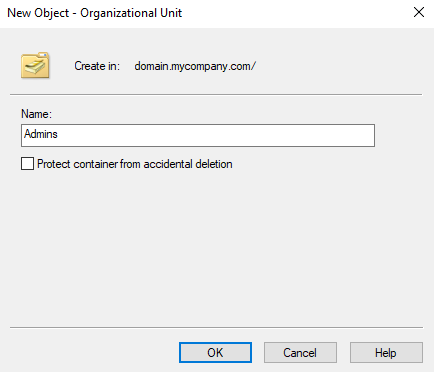 New Object - Organizational Unit
Create in: domain.mycompany.com/
Name:
Admins
Protect container from accidental deletion
OK Cancel Help